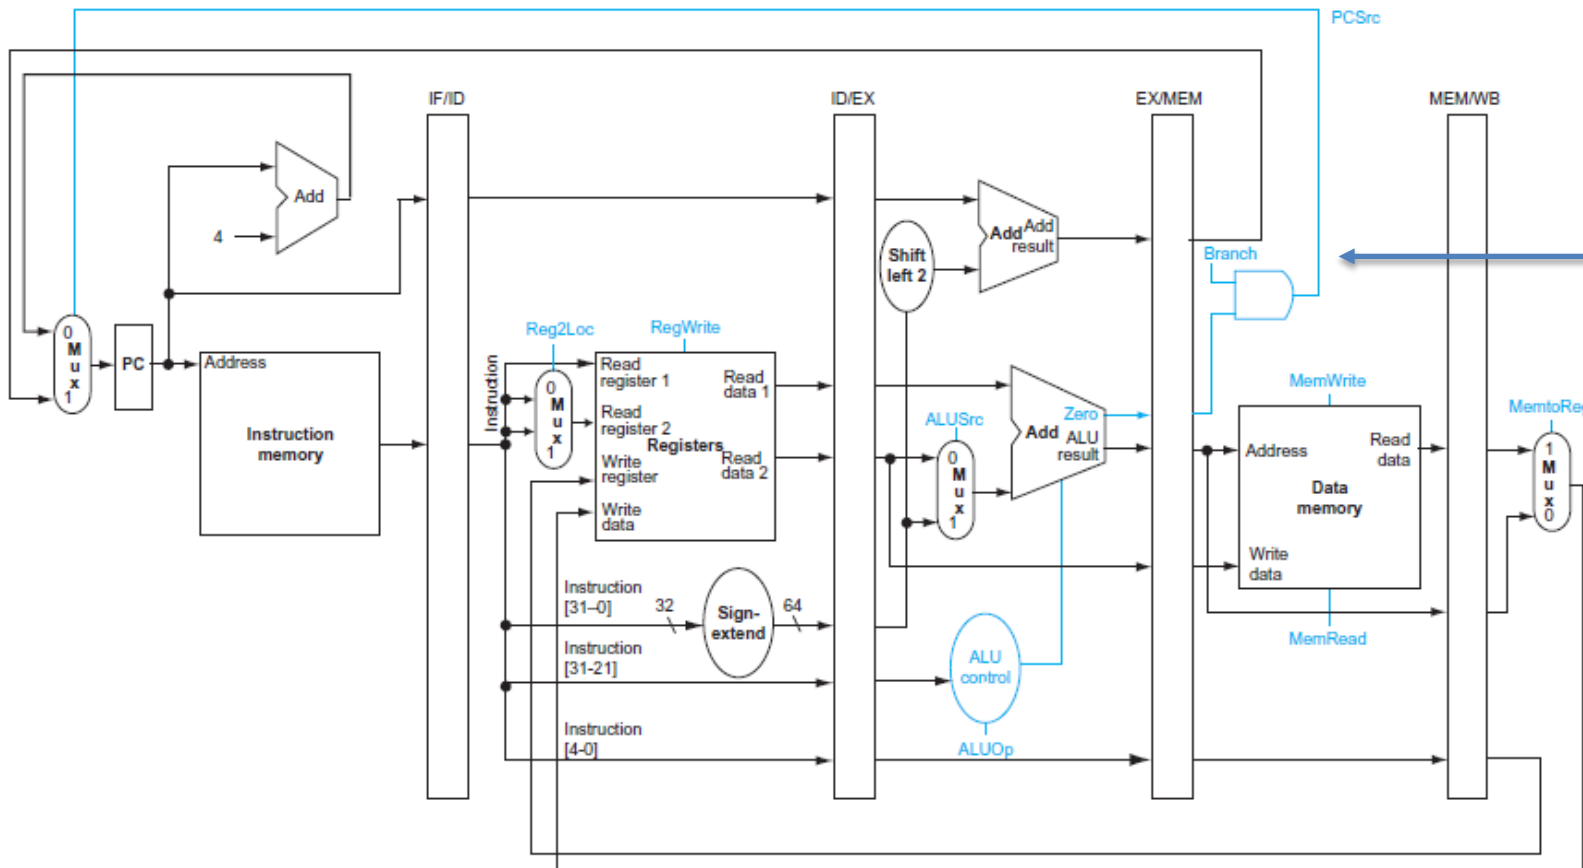 PCSrc
IF/ID
ID/EX
EX/MEM
MEM/WB
Add
4
Add
Add
result
Shift
left 2
Branch
0
M
u
x
1
PC
Address
Instruction
memory
Instruction
Reg2Loc
0
M
u
x
1
RegWrite
Read
register 1
Read
register 2
Write
register
Write
data
Registers
Read
data 1
Read
data 2
ALUSrc
0
M
u
x
1
Zero
Add
ALU
result
MemWrite
Address
Read
data
Data
memory
Write
data
MemRead
MemtoReg
1
M
u
x
0
Instruction
[31–0]
32
Sign-
extend
64
Instruction
[31-21]
ALU
control
Instruction
[4-0]
ALUOp